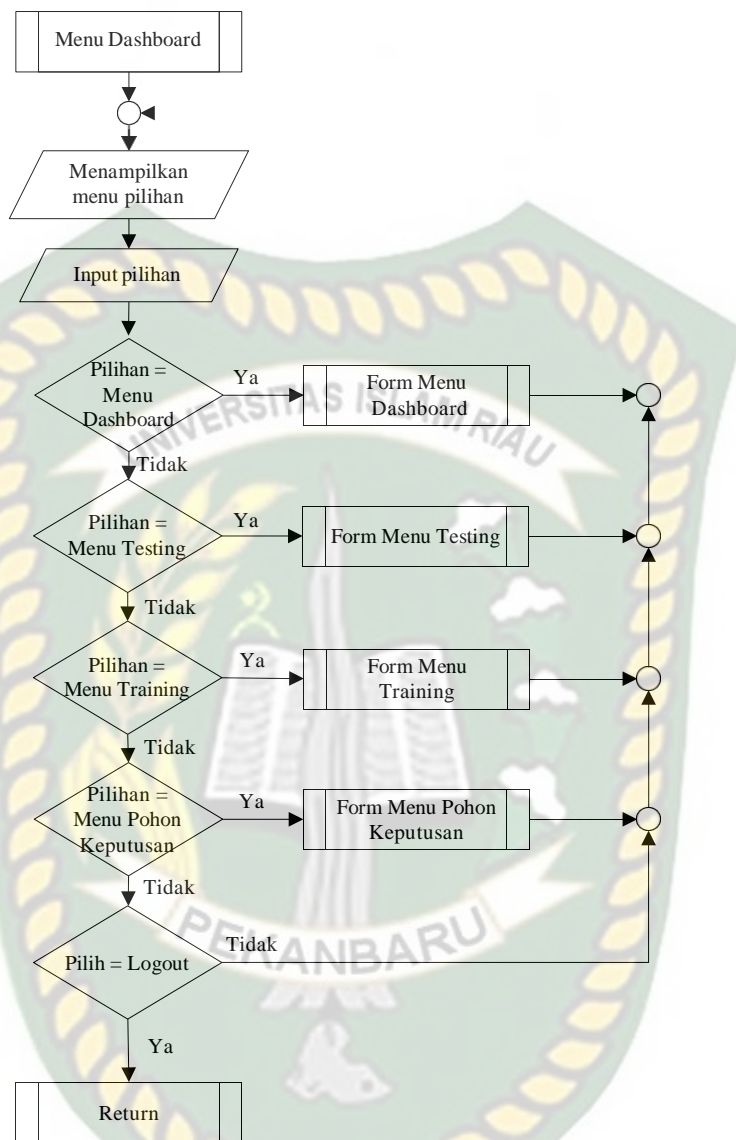 Menu Dashboard
Menampilkan
menu pilihan
Input pilihan
Pilihan =
Menu
Dashboard
Ya
Form Menu
Dashboard
UNIVERSITAS ISLAM RIAU
Tidak
Pilihan =
Menu Testing
Ya
Form Menu Testing
Tidak
Pilihan =
Menu Training
Ya
Form Menu
Training
Tidak
Pilihan =
Menu Pohon
Keputusan
Ya
Form Menu Pohon
Keputusan
Tidak
PEKANBARU
Pilih = Logout
Tidak
Ya
Return